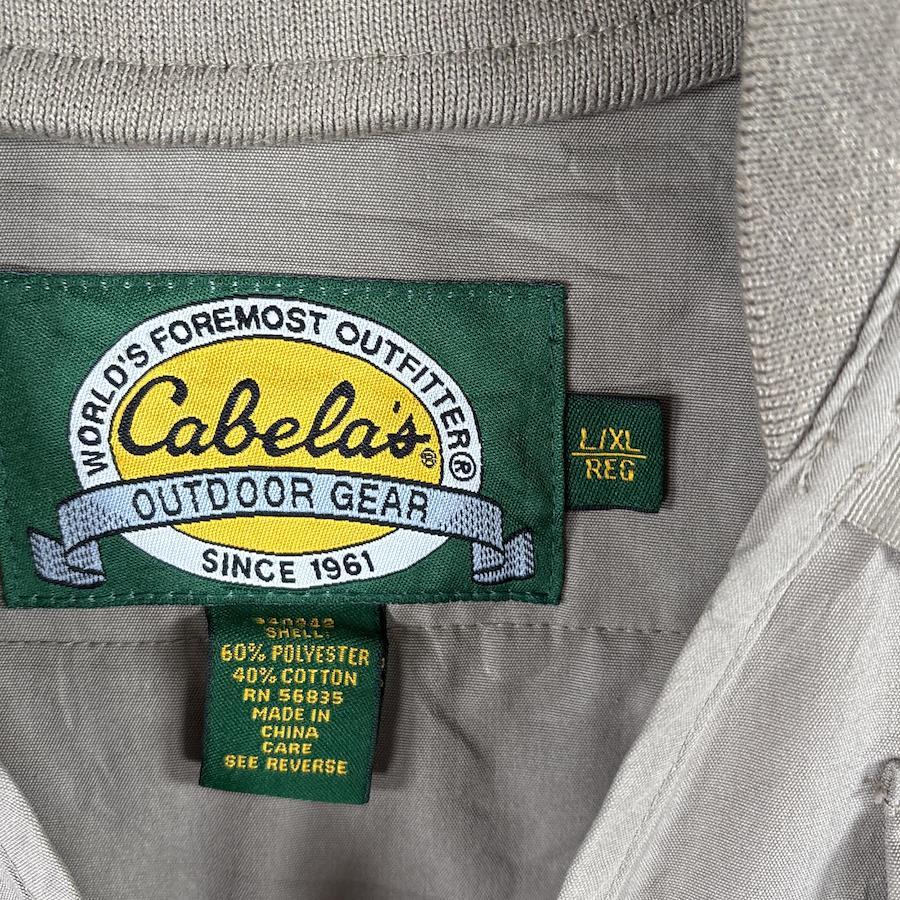 WORLD'S FOREMOST OUTFITTER®
Cabela's®
OUTDOOR GEAR
SINCE 1961
L/XL
REG
SHELL:
60% POLYESTER
40% COTTON
RN 56835
MADE IN
CHINA
CARE
SEE REVERSE